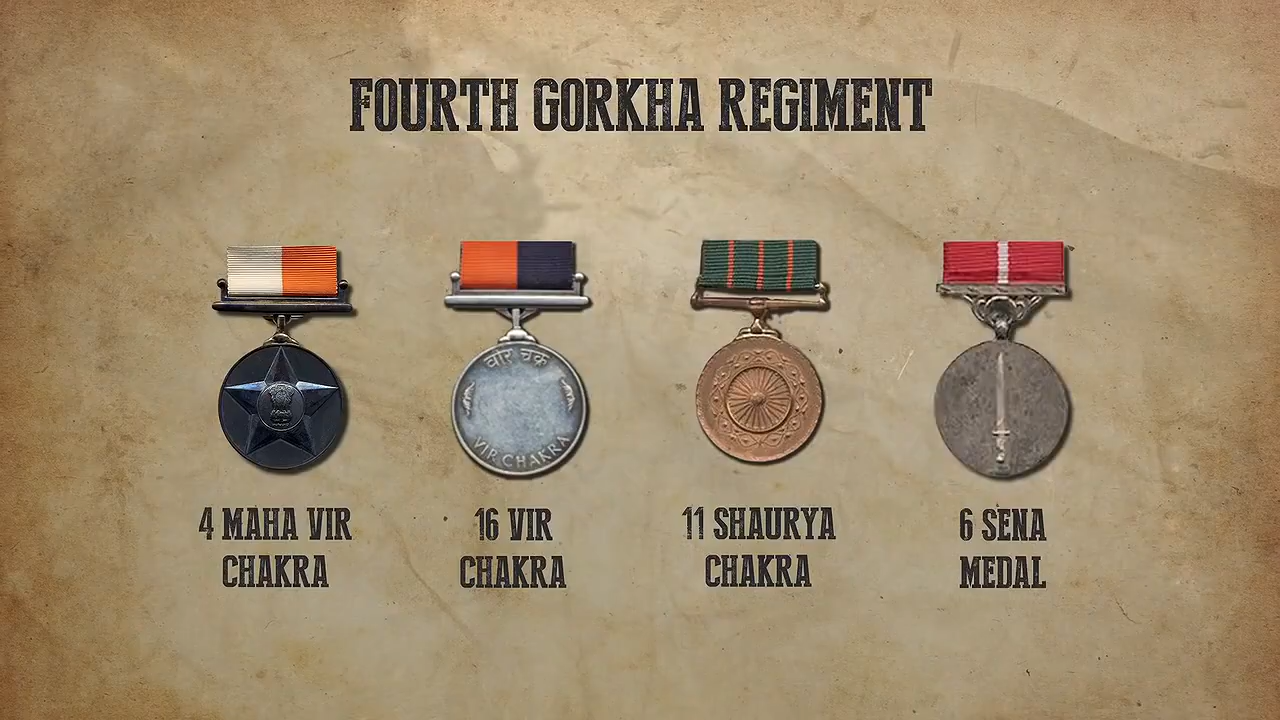 FOURTH GORKHA REGIMENT
वीर चक्र
VIR CHAKRA
4 MAHA VIR
CHAKRA
16 VIR
CHAKRA
11 SHAURYA
CHAKRA
6 SENA
MEDAL